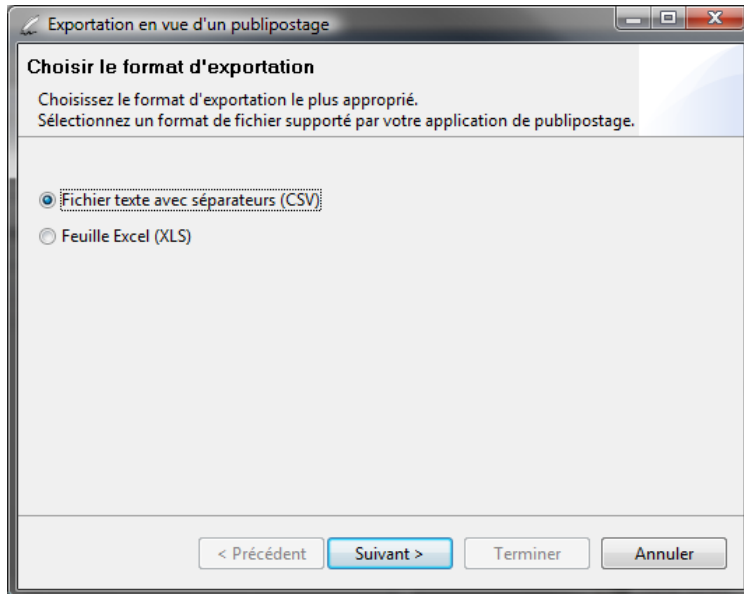 Exportation en vue d'un publipostage
Choisir le format d'exportation
Choisissez le format d'exportation le plus approprié.
Sélectionnez un format de fichier supporté par votre application de publipostage.
Fichier texte avec séparateurs (CSV)
Feuille Excel (XLS)
< Précédent Suivant > Terminer Annuler